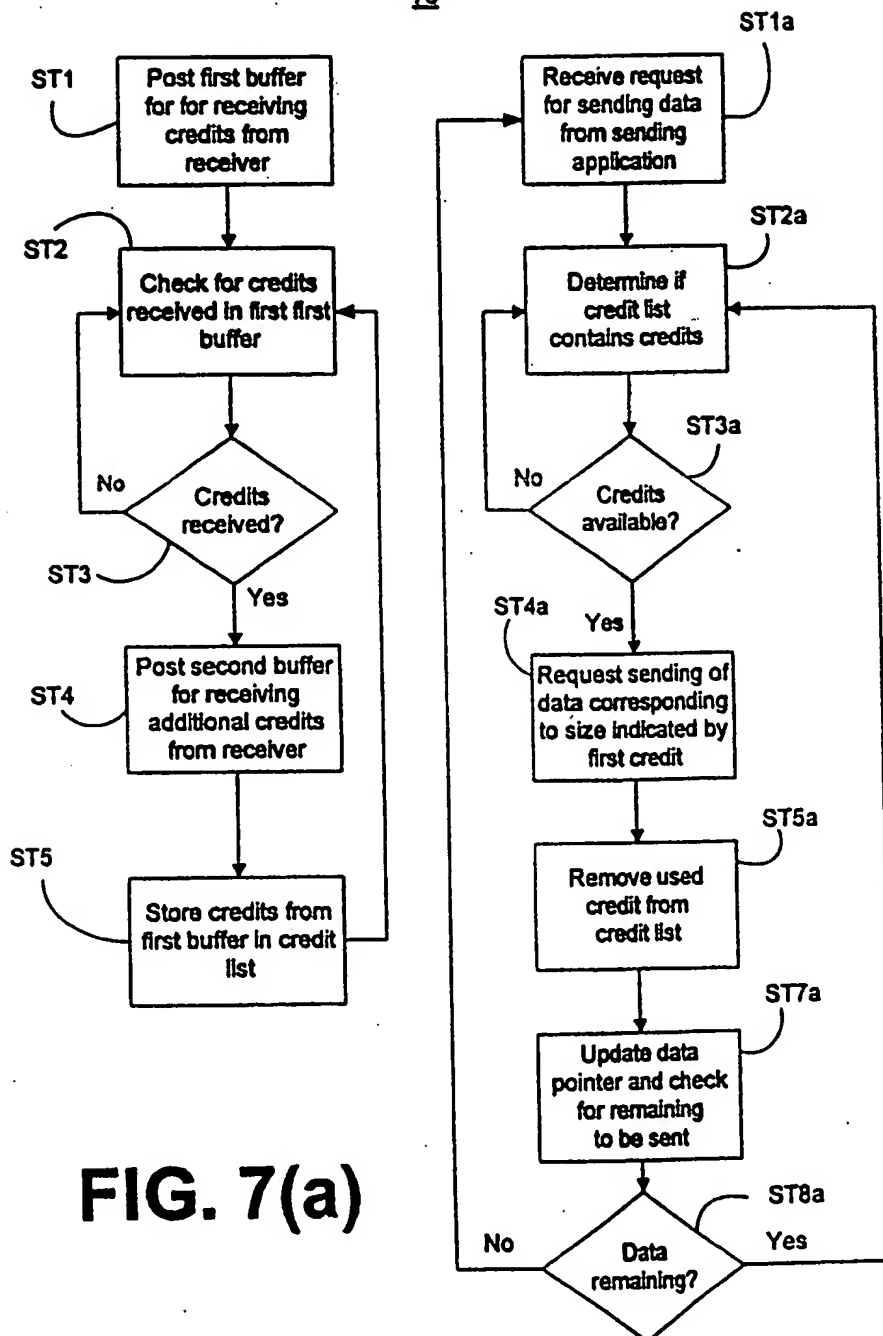 ST1
Post first buffer
for for receiving
credits from
receiver
ST2
Check for credits
received in first first
buffer
No
Credits
received?
ST3
Yes
ST4
Post second buffer
for receiving
additional credits
from receiver
ST5
Store credits from
first buffer in credit
list
FIG. 7(a)
ST1a
Receive request
for sending data
from sending
application
ST2a
Determine if
credit list
contains credits
ST3a
No
Credits
available?
ST4a
Yes
Request sending of
data corresponding
to size indicated by
first credit
ST5a
Remove used
credit from
credit list
ST7a
Update data
pointer and check
for remaining
to be sent
ST8a
No
Data
remaining?
Yes